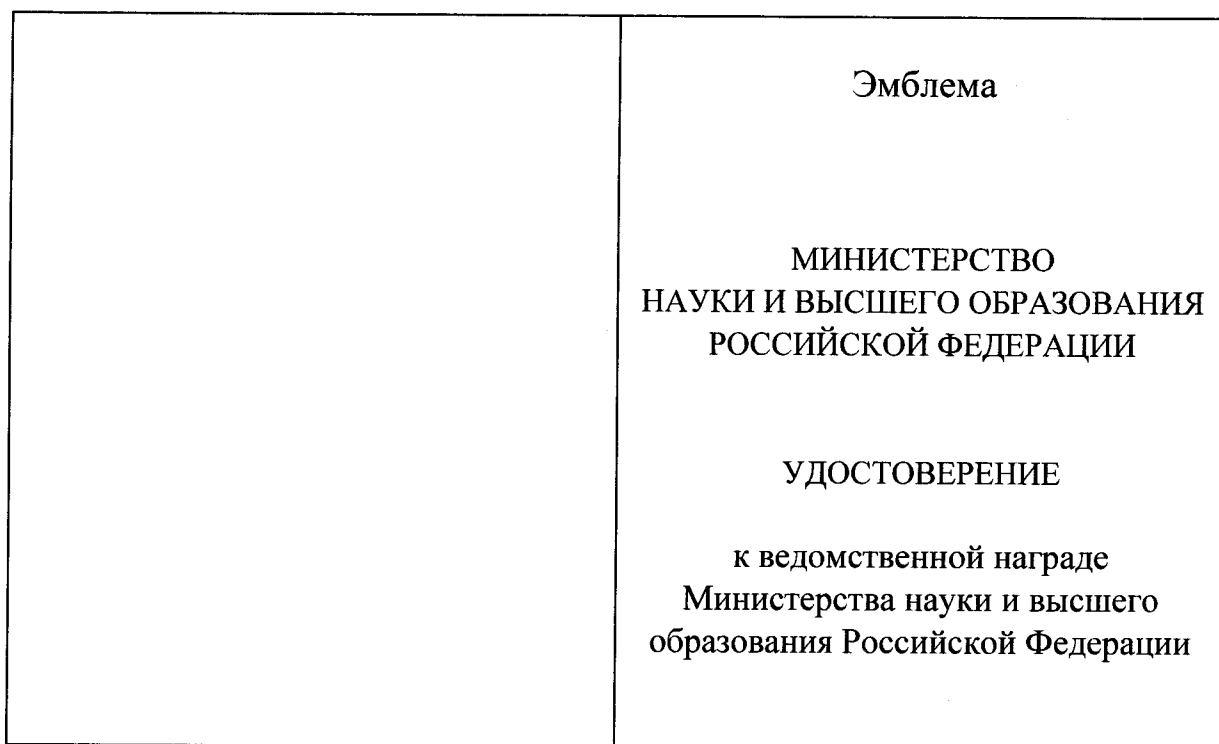 Эмблема
МИНИСТЕРСТВО
НАУКИ И ВЫСШЕГО ОБРАЗОВАНИЯ
РОССИЙСКОЙ ФЕДЕРАЦИИ
УДОСТОВЕРЕНИЕ
к ведомственной награде
Министерства науки и высшего
образования Российской Федерации